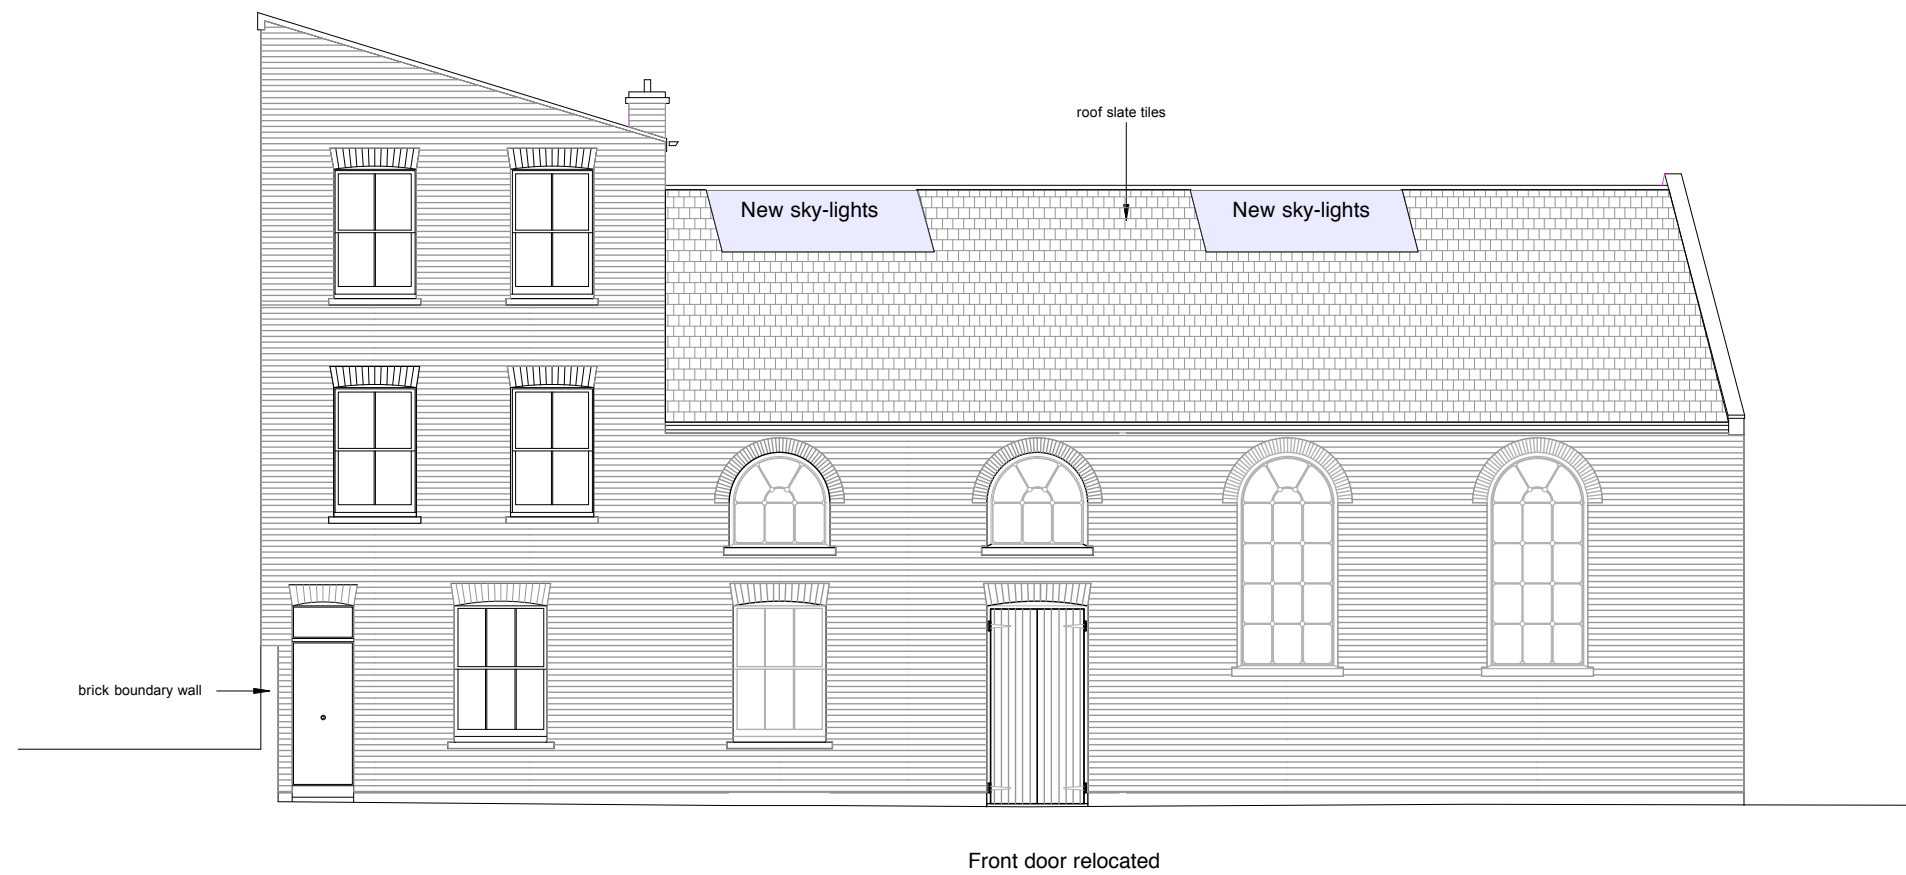 roof slate tiles
New sky-lights
New sky-lights
brick boundary wall
Front door relocated